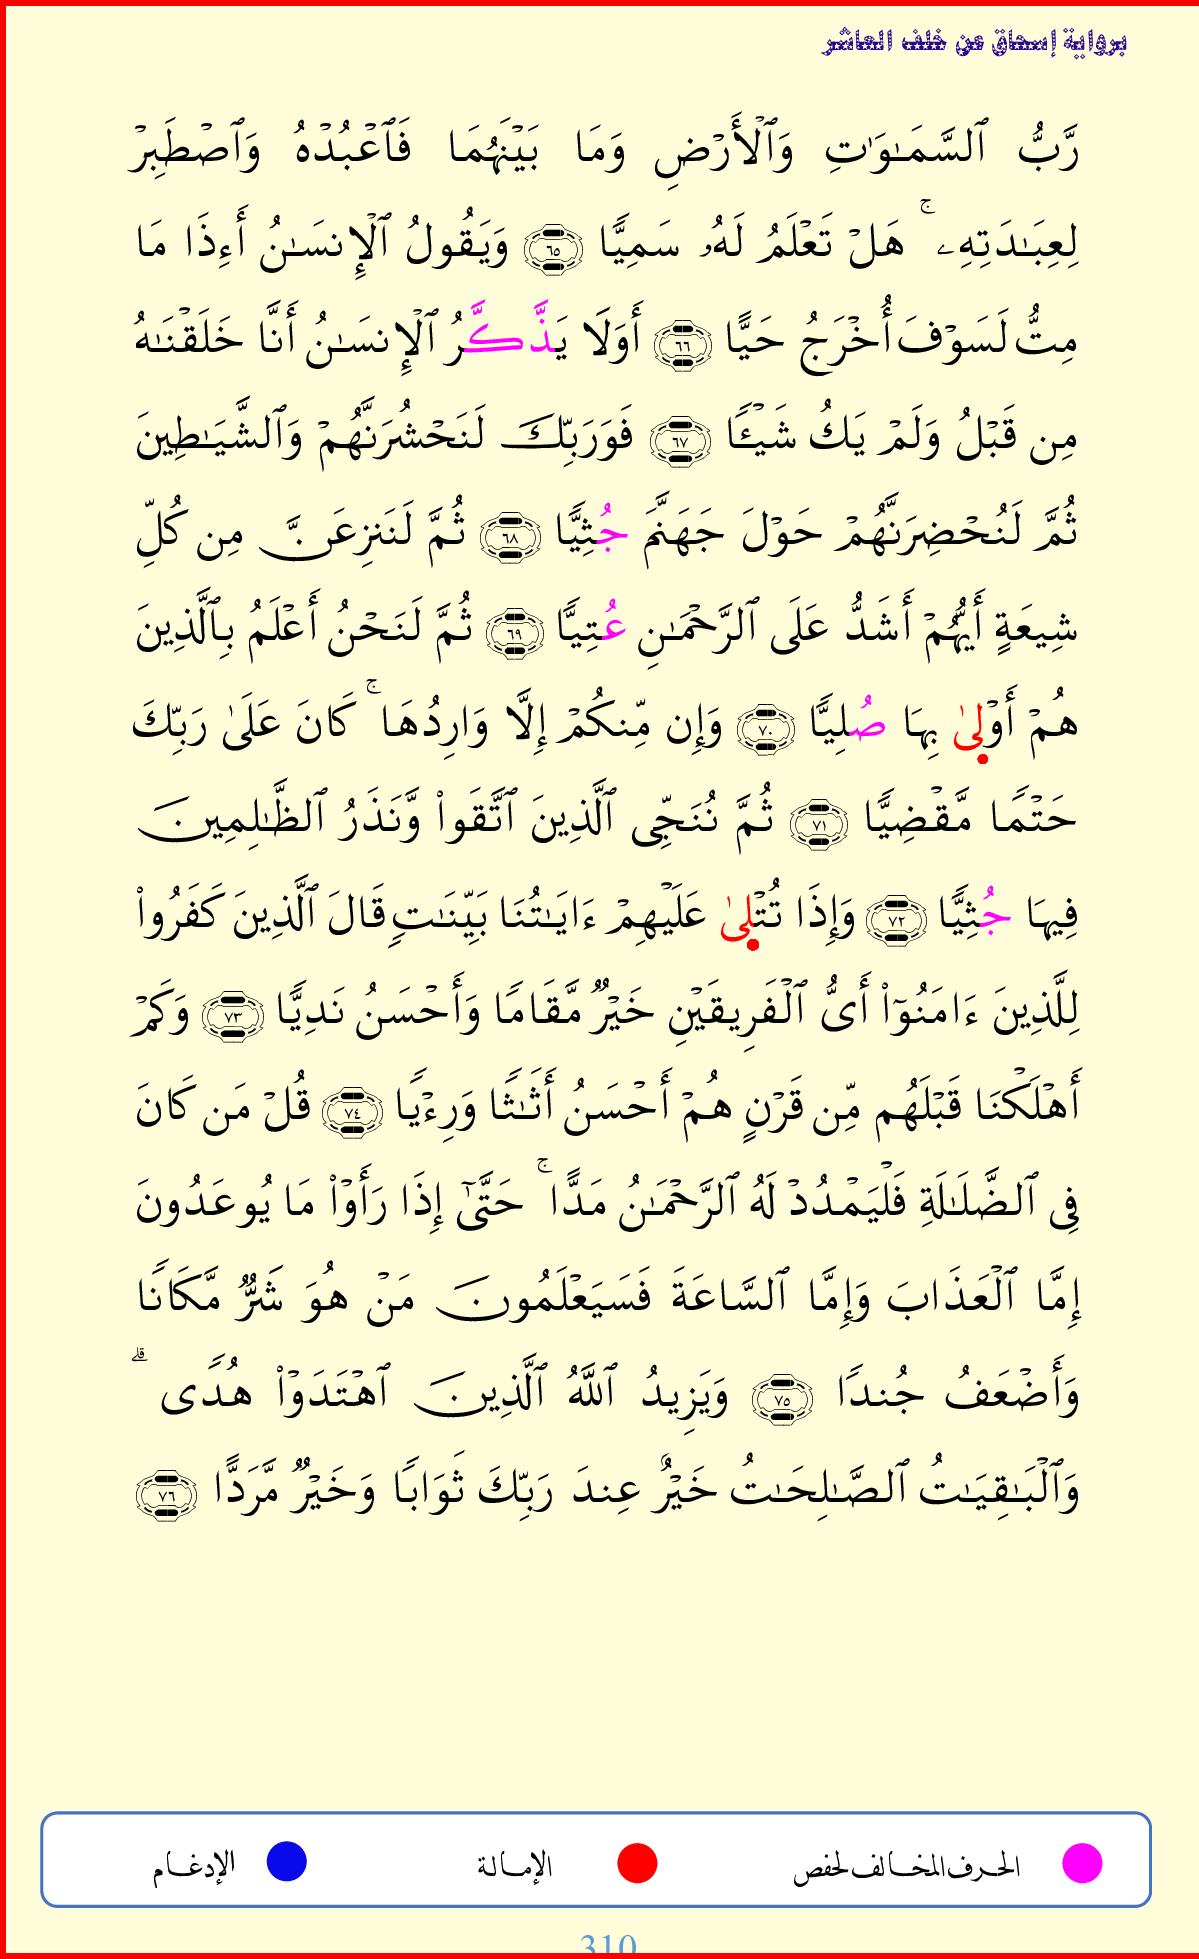 برواية إسحاق عن خلف العاشر
رَّبُّ ٱلسَّمَـٰوَٰتِ وَٱلْأَرْضِ وَمَا بَيْنَهُمَا فَٱعْبُدْهُ وَٱصْطَبِرْ
لِعِبَـٰدَتِهِۦ ۚ هَلْ تَعْلَمُ لَهُۥ سَمِيًّا ٦٥ وَيَقُولُ ٱلْإِنسَـٰنُ أَءِذَا مَا
مِتُّ لَسَوْفَ أُخْرَجُ حَيًّا ٦٦ أَوَلَا يَذَّكَّرُ ٱلْإِنسَـٰنُ أَنَّا خَلَقْنَـٰهُ
مِن قَبْلُ وَلَمْ يَكُ شَيْـًٔا ٦٧ فَوَرَبِّكَ لَنَحْشُرَنَّهُمْ وَٱلشَّيَـٰطِينَ
ثُمَّ لَنُحْضِرَنَّهُمْ حَوْلَ جَهَنَّمَ جُثِيًّا ٦٨ ثُمَّ لَنَنزِعَنَّ مِن كُلِّ
شِيعَةٍ أَيُّهُمْ أَشَدُّ عَلَى ٱلرَّحْمَـٰنِ عُتِيًّا ٦٩ ثُمَّ لَنَحْنُ أَعْلَمُ بِٱلَّذِينَ
هُمْ أَوْلِىٰ بِهَا صُلِيًّا ٧٠ وَإِن مِّنكُمْ إِلَّا وَارِدُهَا ۚ كَانَ عَلَىٰ رَبِّكَ
حَتْمًا مَّقْضِيًّا ٧١ ثُمَّ نُنَجِّى ٱلَّذِينَ ٱتَّقَوا۟ وَّنَذَرُ ٱلظَّـٰلِمِينَ
فِيهَا جُثِيًّا ٧٢ وَإِذَا تُتْلِىٰ عَلَيْهِمْ ءَايَـٰتُنَا بَيِّنَـٰتٍ قَالَ ٱلَّذِينَ كَفَرُوا۟
لِلَّذِينَ ءَامَنُوٓا۟ أَىُّ ٱلْفَرِيقَيْنِ خَيْرٌ مَّقَامًا وَأَحْسَنُ نَدِيًّا ٧٣ وَكَمْ
أَهْلَكْنَا قَبْلَهُم مِّن قَرْنٍ هُمْ أَحْسَنُ أَثَـٰثًا وَرِءْيًا ٧٤ قُلْ مَن كَانَ
فِى ٱلضَّلَـٰلَةِ فَلْيَمْدُدْ لَهُ ٱلرَّحْمَـٰنُ مَدًّا ۚ حَتَّىٰٓ إِذَا رَأَوْا۟ مَا يُوعَدُونَ
إِمَّا ٱلْعَذَابَ وَإِمَّا ٱلسَّاعَةَ فَسَيَعْلَمُونَ مَنْ هُوَ شَرٌّ مَّكَانًا
وَأَضْعَفُ جُندًا ٧٥ وَيَزِيدُ ٱللَّهُ ٱلَّذِينَ ٱهْتَدَوْا۟ هُدًى ۗ
وَٱلْبَـٰقِيَـٰتُ ٱلصَّـٰلِحَـٰتُ خَيْرٌ عِندَ رَبِّكَ ثَوَابًا وَخَيْرٌ مَّرَدًّا ٧٦
الحرف المخالف لحفص الإمالة الإدغام
310